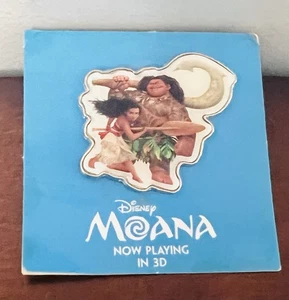 Disney
MOANA
NOW PLAYING
IN 3D